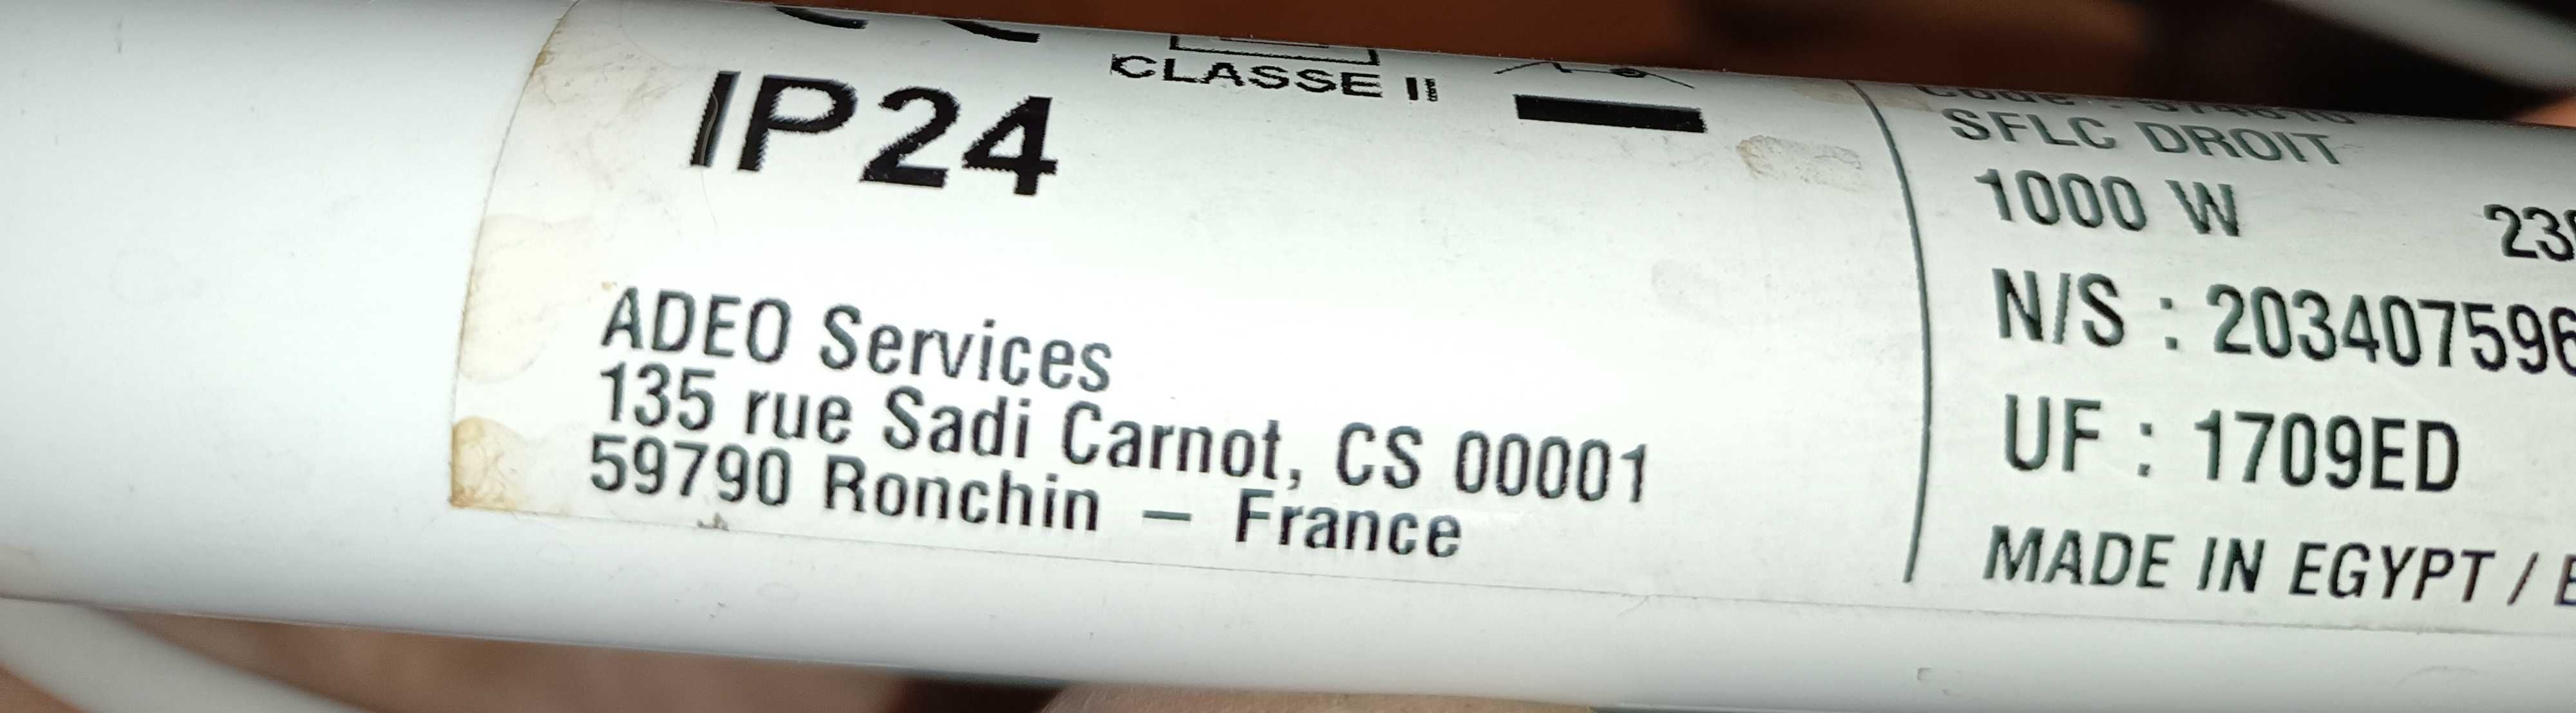 CLASSE II
IP24
ADEO Services
135 rue Sadi Carnot, CS 00001
59790 Ronchin – France
SFLC DROIT
1000 W
N/S : 203407596
UF : 1709ED
MADE IN EGYPT /